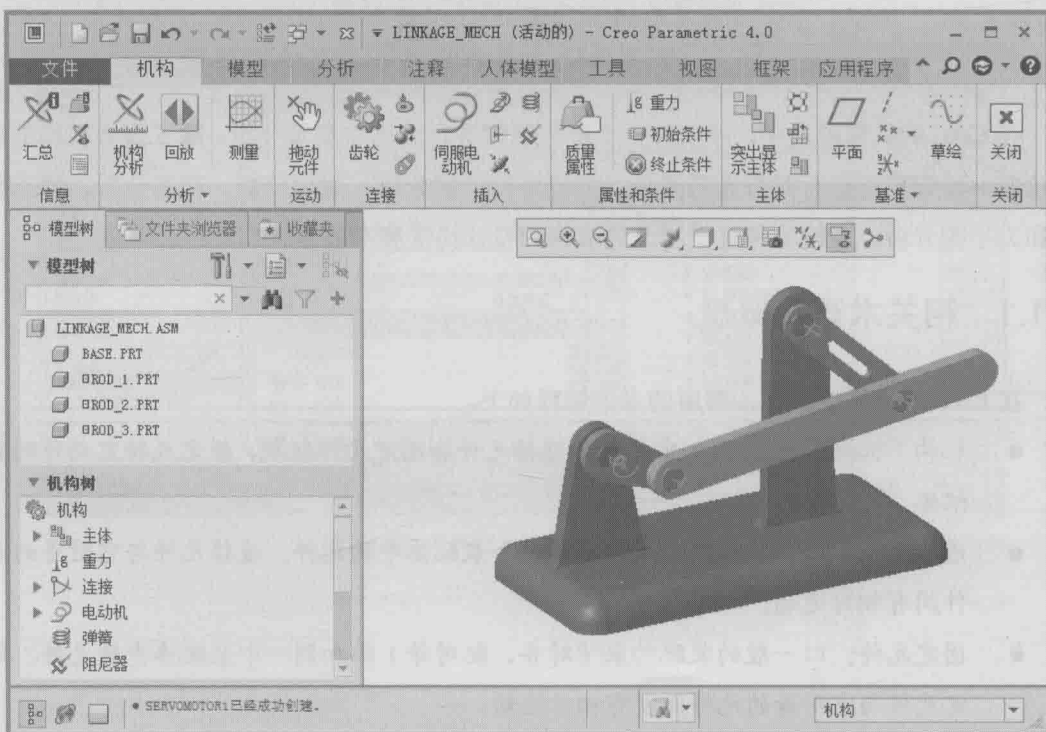 LINKAGE_MECH (活动的) - Creo Parametric 4.0
文件 机构 模型 分析 注释 人体模型 工具 视图 框架 应用程序
汇总 机构分析 回放 测量 拖动元件 齿轮 伺服电动机 质量属性 重力 初始条件 终止条件 突出显示主体 平面 草绘 关闭
信息 分析 运动 连接 插入 属性和条件 主体 基准 关闭
模型树 文件夹浏览器 收藏夹
模型树
LINKAGE_MECH.ASM
BASE.PRT
ROD_1.PRT
ROD_2.PRT
ROD_3.PRT
机构树
机构
主体
重力
连接
电动机
弹簧
阻尼器
SERVOMOTOR1已经成功创建.
机构